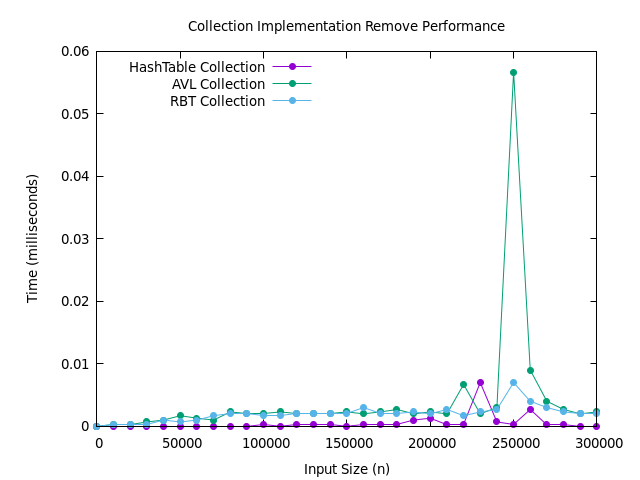 Collection Implementation Remove Performance
HashTable Collection
AVL Collection
RBT Collection
0.06
0.05
0.04
0.03
0.02
0.01
0
Time (milliseconds)
0 50000 100000 150000 200000 250000 300000
Input Size (n)